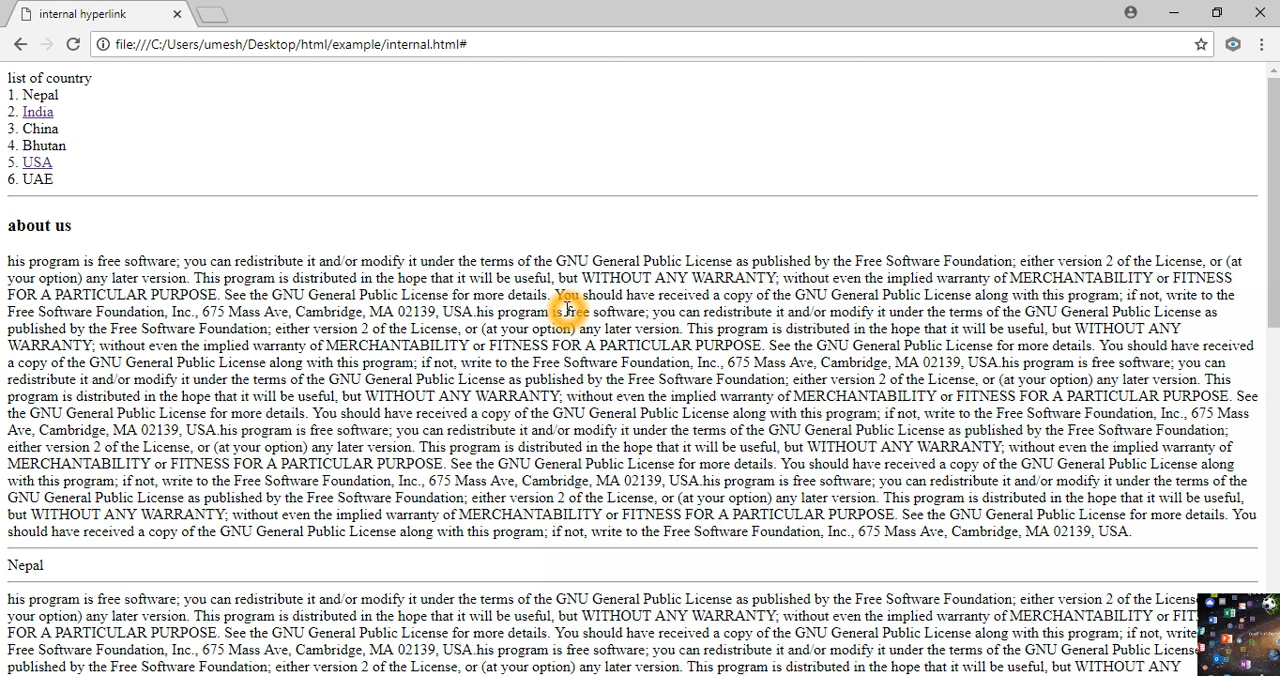 internal hyperlink
file:///C:/Users/umesh/Desktop/html/example/internal.html#
list of country
1. Nepal
2. India
3. China
4. Bhutan
5. USA
6. UAE
about us
his program is free software; you can redistribute it and/or modify it under the terms of the GNU General Public License as published by the Free Software Foundation; either version 2 of the License, or (at
your option) any later version. This program is distributed in the hope that it will be useful, but WITHOUT ANY WARRANTY; without even the implied warranty of MERCHANTABILITY or FITNESS
FOR A PARTICULAR PURPOSE. See the GNU General Public License for more details. You should have received a copy of the GNU General Public License along with this program; if not, write to the
Free Software Foundation, Inc., 675 Mass Ave, Cambridge, MA 02139, USA.his program is free software; you can redistribute it and/or modify it under the terms of the GNU General Public License as
published by the Free Software Foundation; either version 2 of the License, or (at your option) any later version. This program is distributed in the hope that it will be useful, but WITHOUT ANY
WARRANTY; without even the implied warranty of MERCHANTABILITY or FITNESS FOR A PARTICULAR PURPOSE. See the GNU General Public License for more details. You should have received
a copy of the GNU General Public License along with this program; if not, write to the Free Software Foundation, Inc., 675 Mass Ave, Cambridge, MA 02139, USA.his program is free software; you can
redistribute it and/or modify it under the terms of the GNU General Public License as published by the Free Software Foundation; either version 2 of the License, or (at your option) any later version. This
program is distributed in the hope that it will be useful, but WITHOUT ANY WARRANTY; without even the implied warranty of MERCHANTABILITY or FITNESS FOR A PARTICULAR PURPOSE. See
the GNU General Public License for more details. You should have received a copy of the GNU General Public License along with this program; if not, write to the Free Software Foundation, Inc., 675 Mass
Ave, Cambridge, MA 02139, USA.his program is free software; you can redistribute it and/or modify it under the terms of the GNU General Public License as published by the Free Software Foundation;
either version 2 of the License, or (at your option) any later version. This program is distributed in the hope that it will be useful, but WITHOUT ANY WARRANTY; without even the implied warranty of
MERCHANTABILITY or FITNESS FOR A PARTICULAR PURPOSE. See the GNU General Public License for more details. You should have received a copy of the GNU General Public License along
with this program; if not, write to the Free Software Foundation, Inc., 675 Mass Ave, Cambridge, MA 02139, USA.his program is free software; you can redistribute it and/or modify it under the terms of the
GNU General Public License as published by the Free Software Foundation; either version 2 of the License, or (at your option) any later version. This program is distributed in the hope that it will be useful,
but WITHOUT ANY WARRANTY; without even the implied warranty of MERCHANTABILITY or FITNESS FOR A PARTICULAR PURPOSE. See the GNU General Public License for more details. You
should have received a copy of the GNU General Public License along with this program; if not, write to the Free Software Foundation, Inc., 675 Mass Ave, Cambridge, MA 02139, USA.
Nepal
his program is free software; you can redistribute it and/or modify it under the terms of the GNU General Public License as published by the Free Software Foundation; either version 2 of the Licens
your option) any later version. This program is distributed in the hope that it will be useful, but WITHOUT ANY WARRANTY; without even the implied warranty of MERCHANTABILITY or FIT
FOR A PARTICULAR PURPOSE. See the GNU General Public License for more details. You should have received a copy of the GNU General Public License along with this program; if not, write
Free Software Foundation, Inc., 675 Mass Ave, Cambridge, MA 02139, USA.his program is free software; you can redistribute it and/or modify it under the terms of the GNU General Public Licens
published by the Free Software Foundation; either version 2 of the License, or (at your option) any later version. This program is distributed in the hope that it will be useful, but WITHOUT ANY